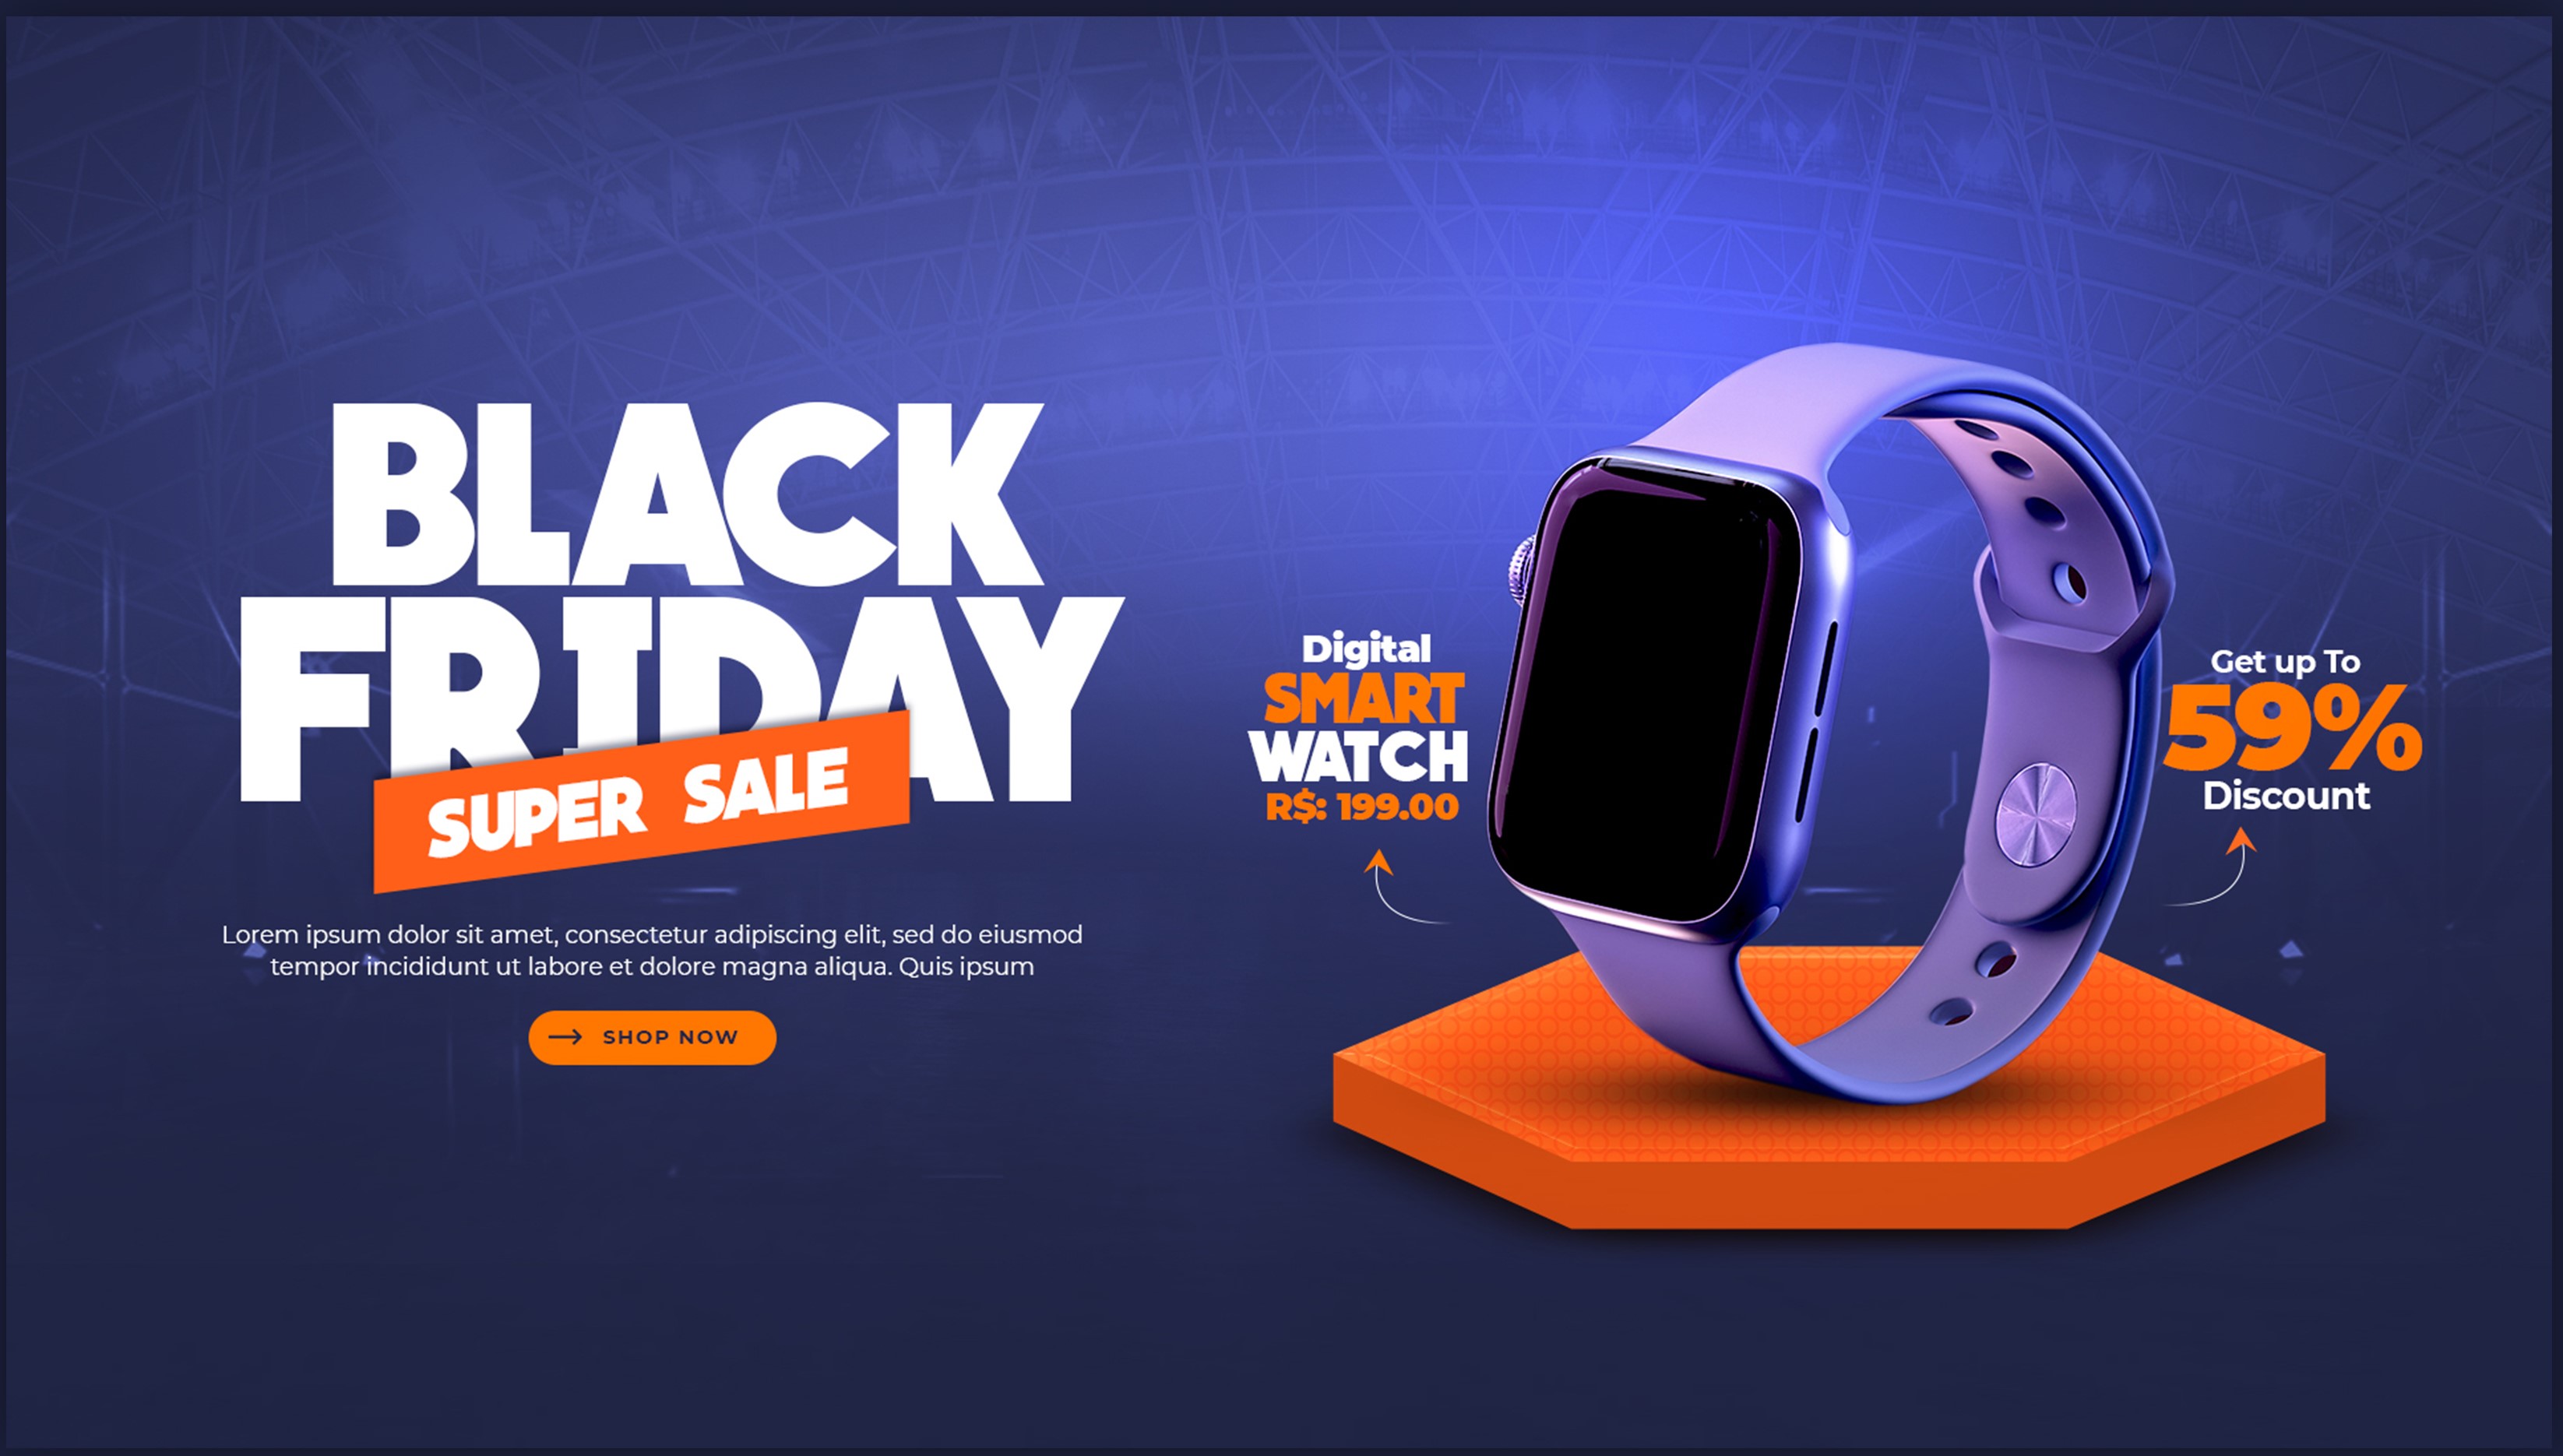 BLACK
FRIDAY
SUPER SALE
Lorem ipsum dolor sit amet, consectetur adipiscing elit, sed do eiusmod
tempor incididunt ut labore et dolore magna aliqua. Quis ipsum
SHOP NOW
Digital
SMART
WATCH
R$: 199.00
Get up To
59%
Discount